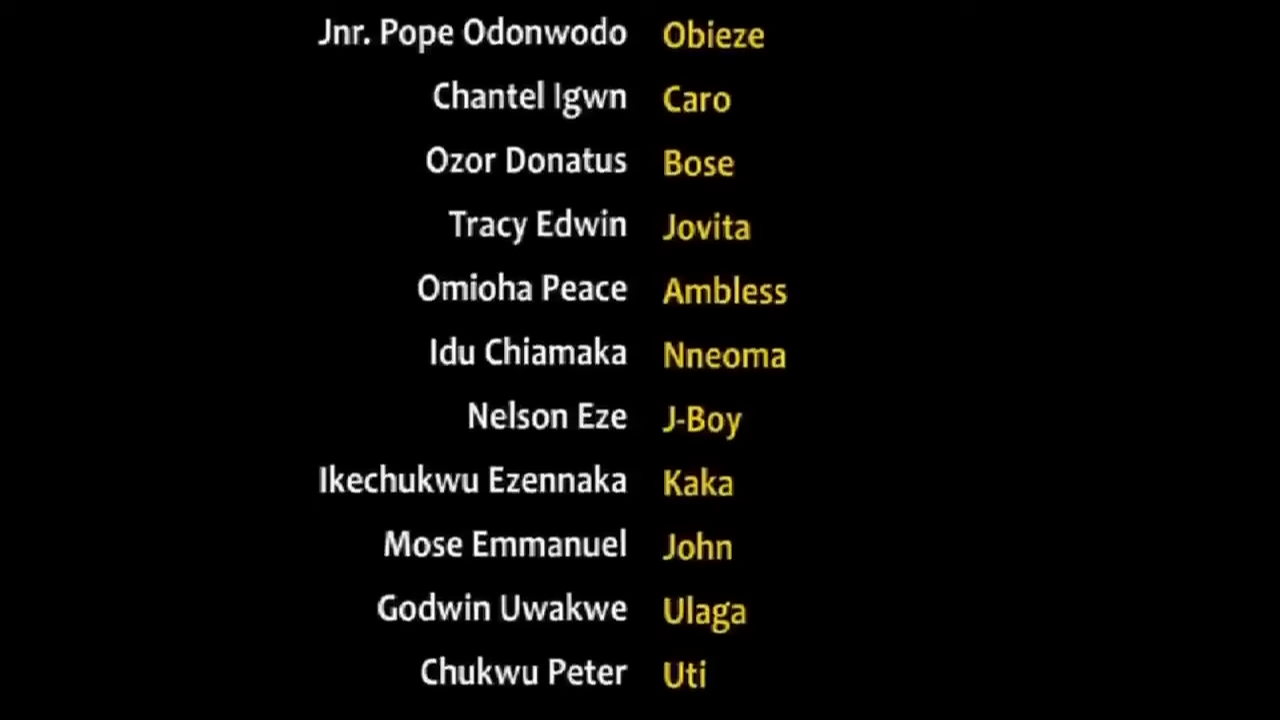 Jnr. Pope Odonwodo Obieze
Chantel Igwn Caro
Ozor Donatus Bose
Tracy Edwin Jovita
Omioha Peace Ambless
Idu Chiamaka Nneoma
Nelson Eze J-Boy
Ikechukwu Ezennaka Kaka
Mose Emmanuel John
Godwin Uwakwe Ulaga
Chukwu Peter Uti